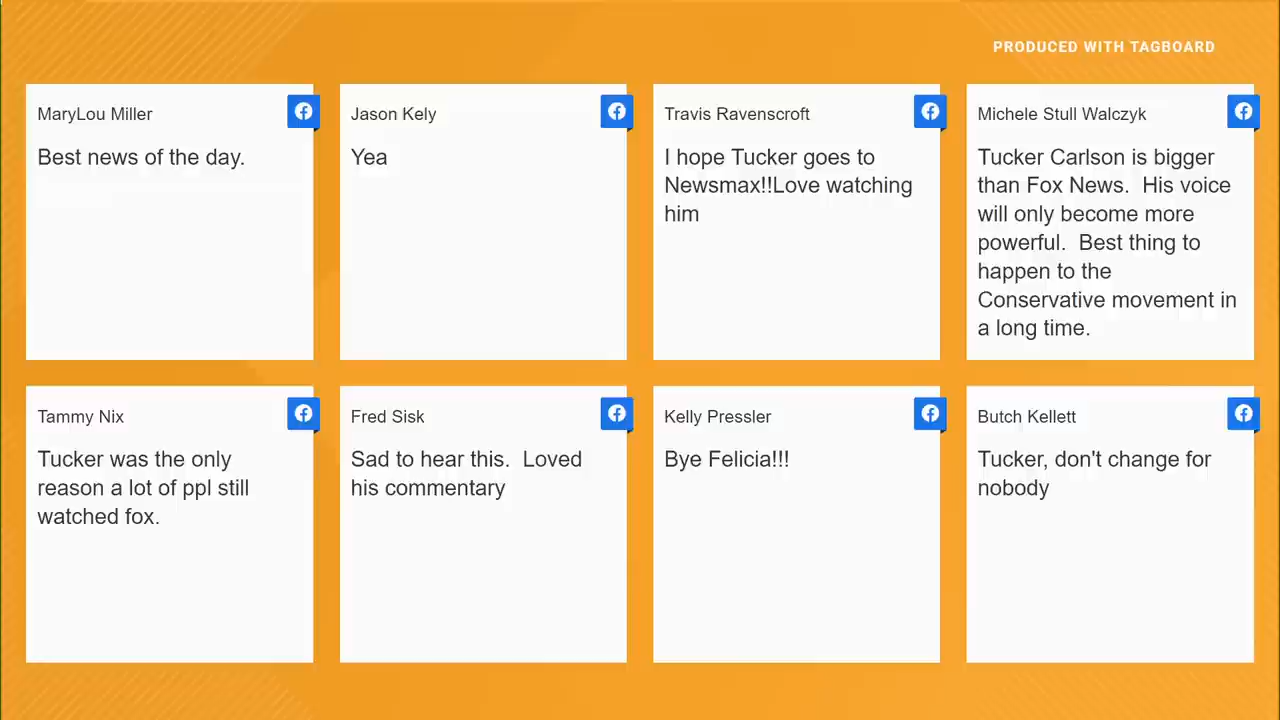 PRODUCED WITH TAGBOARD
MaryLou Miller
Best news of the day.
Jason Kely
Yea
Travis Ravenscroft
I hope Tucker goes to
Newsmax!!Love watching
him
Michele Stull Walczyk
Tucker Carlson is bigger
than Fox News.  His voice
will only become more
powerful.  Best thing to
happen to the
Conservative movement in
a long time.
Tammy Nix
Tucker was the only
reason a lot of ppl still
watched fox.
Fred Sisk
Sad to hear this.  Loved
his commentary
Kelly Pressler
Bye Felicia!!!
Butch Kellett
Tucker, don't change for
nobody